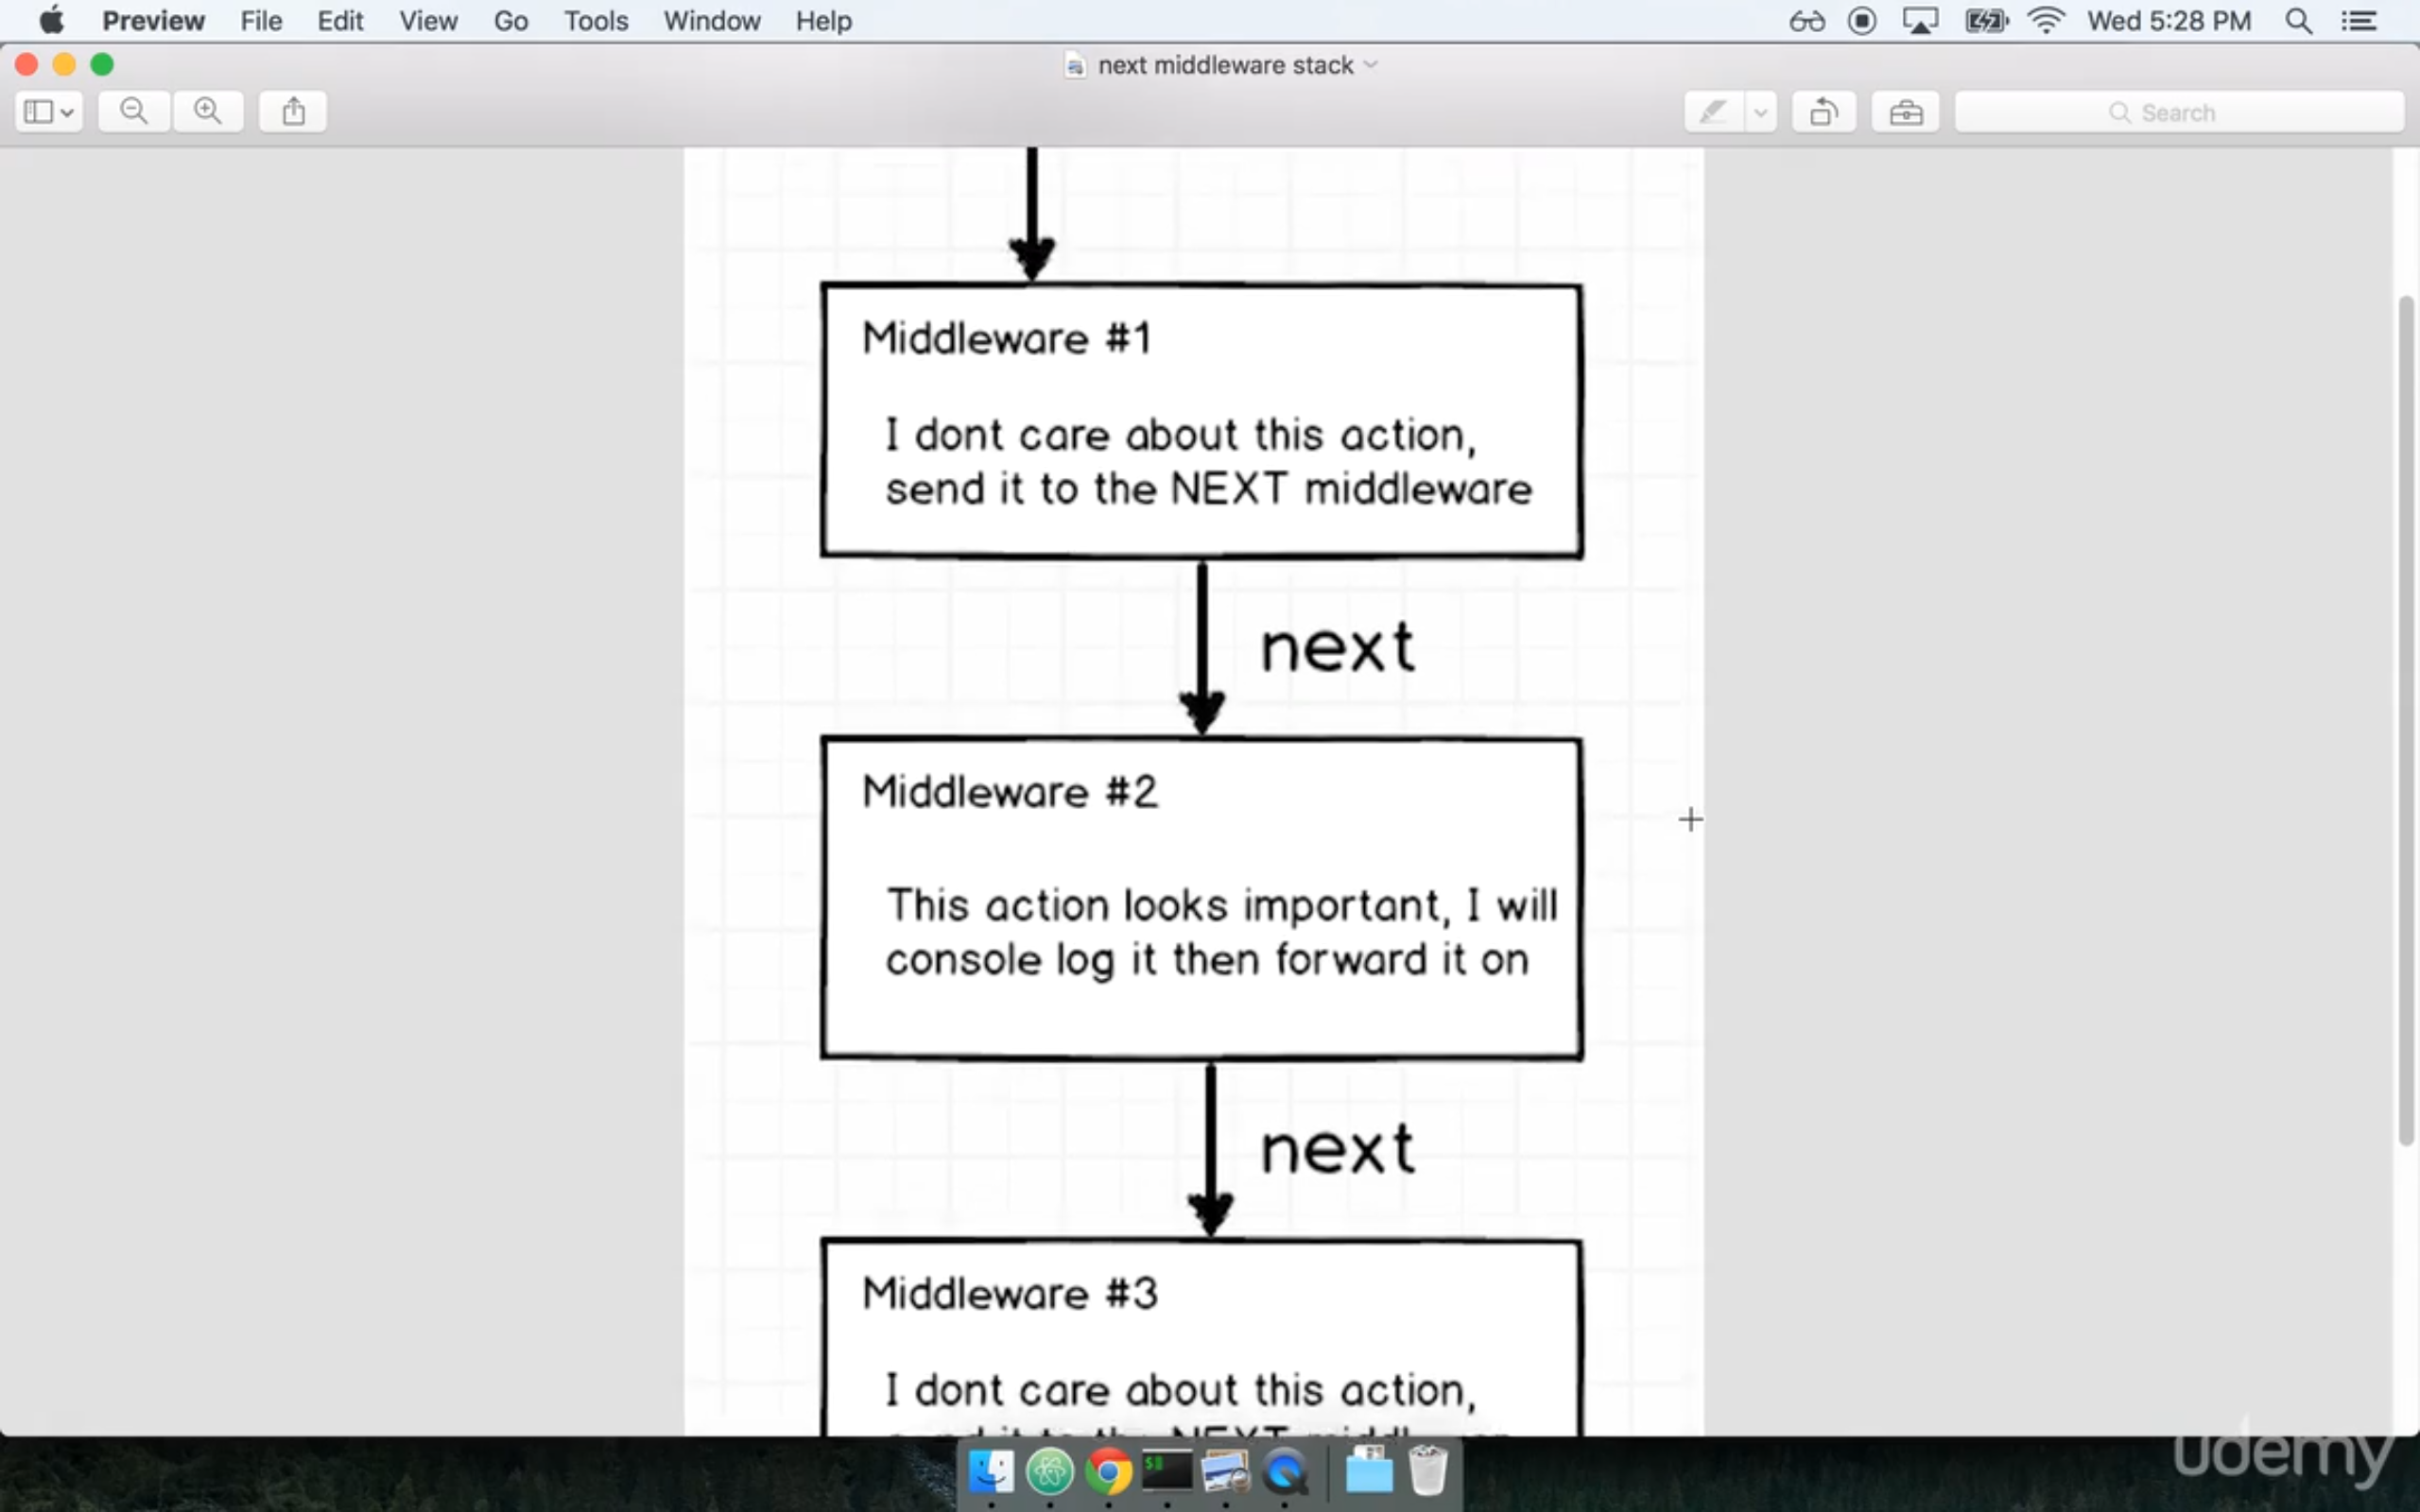 Preview File Edit View Go Tools Window Help Wed 5:28 PM
next middleware stack
Search
Middleware #1
I dont care about this action,
send it to the NEXT middleware
next
Middleware #2
This action looks important, I will
console log it then forward it on
next
Middleware #3
I dont care about this action,
udemy